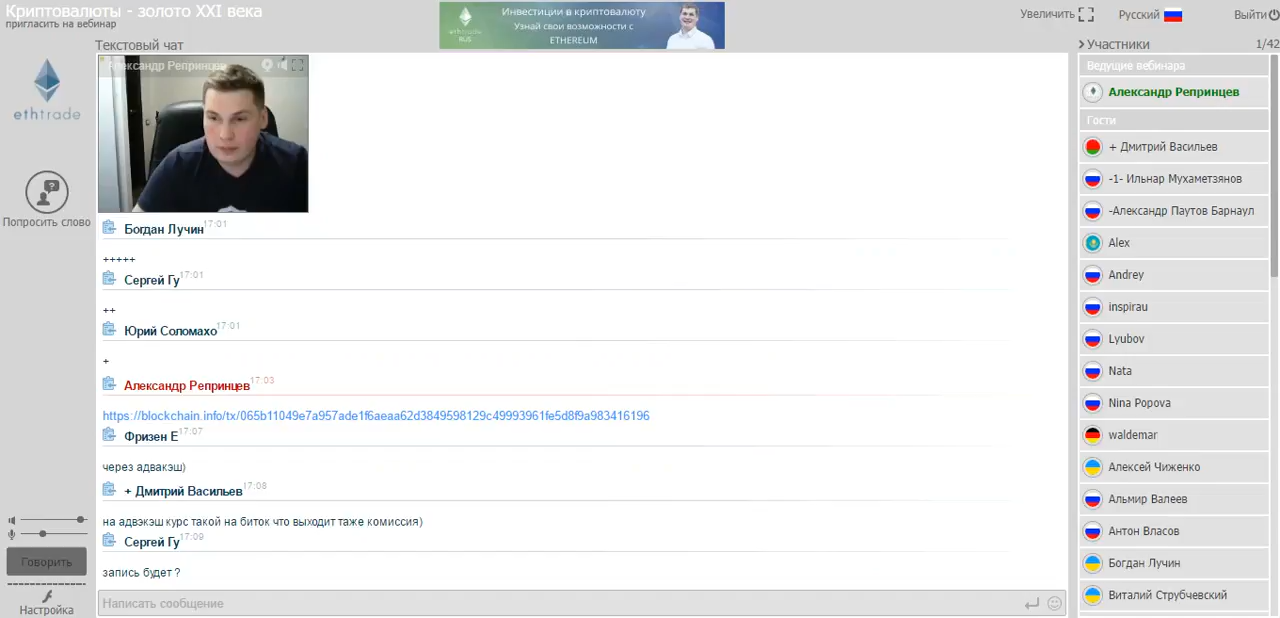 Криптовалюты - золото XXI века
пригласить на вебинар
ethtrade
RUS
Инвестиции в криптовалюту
Узнай свои возможности с
ETHEREUM
Увеличить
Русский
Выйти
Текстовый чат
Участники 1/42
ethtrade
Попросить слово
Говорить
Настройка
Александр Репринцев
Богдан Лучин 17:01
+++++
Сергей Гу 17:01
++
Юрий Соломахо 17:01
+
Александр Репринцев 17:03
https://blockchain.info/tx/065b11049e7a957ade1f6aeaa62d3849598129c49993961fe5d8f9a983416196
Фризен Е 17:07
через адвакэш)
+ Дмитрий Васильев 17:08
на адвэкэш курс такой на биток что выходит таже комиссия)
Сергей Гу 17:09
запись будет ?
Написать сообщение
Ведущие вебинара
Александр Репринцев
Гости
+ Дмитрий Васильев
-1- Ильнар Мухаметзянов
-Александр Паутов Барнаул
Alex
Andrey
inspirau
Lyubov
Nata
Nina Popova
waldemar
Алексей Чиженко
Альмир Валеев
Антон Власов
Богдан Лучин
Виталий Струбчевский